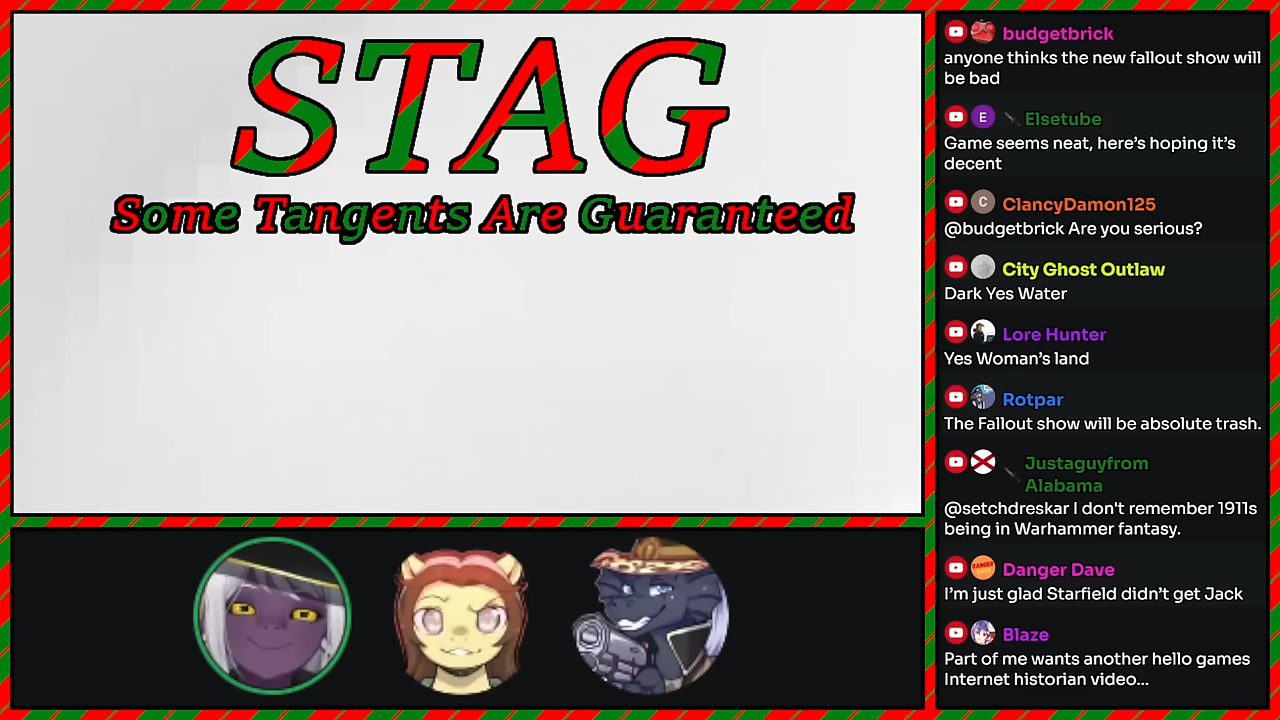 STAG
Some Tangents Are Guaranteed
budgetbrick
anyone thinks the new fallout show will
be bad
E
Elsetube
Game seems neat, here’s hoping it’s
decent
C
ClancyDamon125
@budgetbrick Are you serious?
City Ghost Outlaw
Dark Yes Water
Lore Hunter
Yes Woman’s land
Rotpar
The Fallout show will be absolute trash.
Justaguyfrom
Alabama
@setchdreskar I don't remember 1911s
being in Warhammer fantasy.
DANGER
DAVE
Danger Dave
I’m just glad Starfield didn’t get Jack
Blaze
Part of me wants another hello games
Internet historian video...